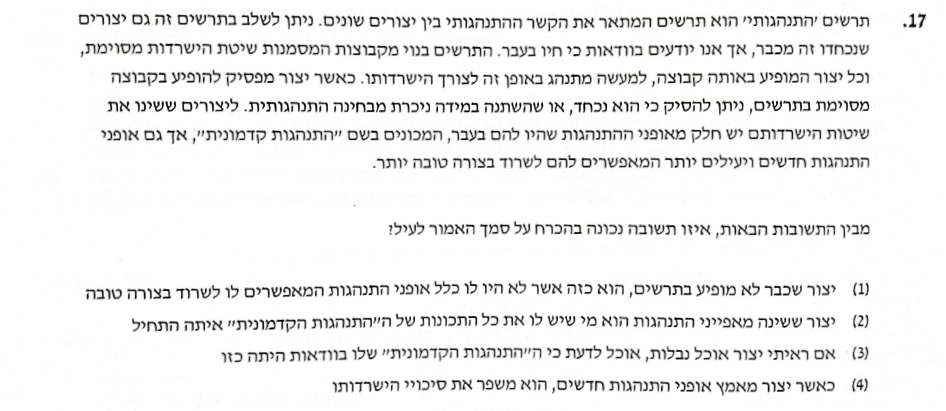 17. תרשים 'התנהגותי' הוא תרשים המתאר את הקשר ההתנהגותי בין יצורים שונים. ניתן לשלב בתרשים זה גם יצורים
שנכחדו זה מכבר, אך אנו יודעים בוודאות כי חיו בעבר. התרשים בנוי מקבוצות המסמנות שיטת הישרדות מסוימת,
וכל יצור המופיע באותה קבוצה, למעשה מתנהג באופן זה לצורך הישרדותו. כאשר יצור מפסיק להופיע בקבוצה
מסוימת בתרשים, ניתן להסיק כי הוא נכחד, או שהשתנה במידה ניכרת מבחינה התנהגותית. ליצורים ששינו את
שיטות הישרדותם יש חלק מאופני ההתנהגות שהיו להם בעבר, המכונים בשם "התנהגות קדמונית", אך גם אופני
התנהגות חדשים ויעילים יותר המאפשרים להם לשרוד בצורה טובה יותר.
מבין התשובות הבאות, איזו תשובה נכונה בהכרח על סמך האמור לעיל?
(1) יצור שכבר לא מופיע בתרשים, הוא כזה אשר לא היו לו כלל אופני התנהגות המאפשרים לו לשרוד בצורה טובה
(2) יצור ששינה מאפייני התנהגות הוא מי שיש לו את כל התכונות של ה"התנהגות הקדמונית" איתה התחיל
(3) אם ראיתי יצור אוכל נבלות, אוכל לדעת כי ה"התנהגות הקדמונית" שלו בוודאות היתה כזו
(4) כאשר יצור מאמץ אופני התנהגות חדשים, הוא משפר את סיכויי הישרדותו